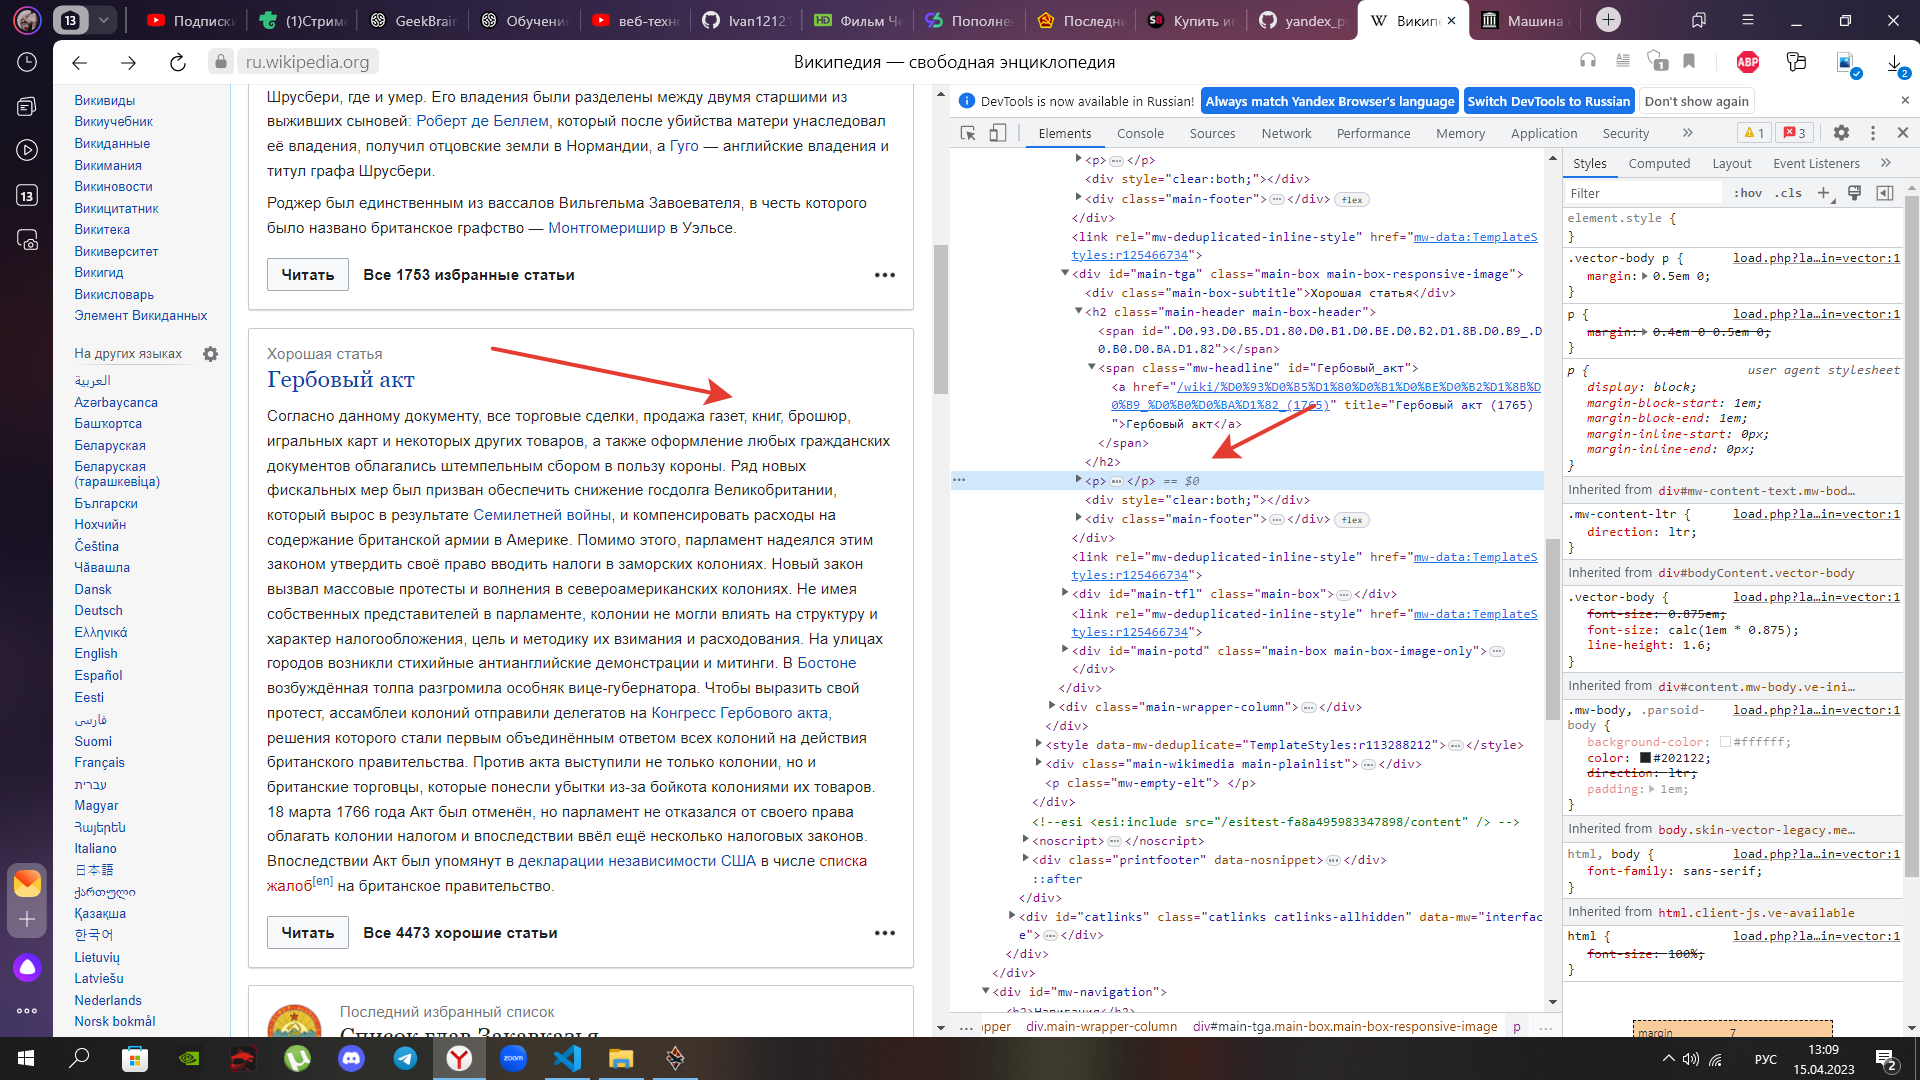 13
Подписки
(1)Стриме
GeekBrain
Обучение
веб-техно
Ivan12121
HD Фильм Че
Пополнен
Последни
Купить иг
yandex_py
Викип
Машина
ru.wikipedia.org
Википедия — свободная энциклопедия
1
ABP
2
13
Викивиды
Викиучебник
Викиданные
Викимания
Викиновости
Викицитатник
Викитека
Викиверситет
Викигид
Викисловарь
Элемент Викиданных
На других языках
العربية
Azərbaycanca
Башҡортса
Беларуская
Беларуская
(тарашкевіца)
Български
Нохчийн
Čeština
Чӑвашла
Dansk
Deutsch
Ελληνικά
English
Español
Eesti
فارسی
Suomi
Français
עברית
Magyar
Հայերեն
Italiano
日本語
ქართული
Қазақша
한국어
Lietuvių
Latviešu
Nederlands
Norsk bokmål
Шрусбери, где и умер. Его владения были разделены между двумя старшими из
выживших сыновей: Роберт де Беллем, который после убийства матери унаследовал
её владения, получил отцовские земли в Нормандии, а Гуго — английские владения и
титул графа Шрусбери.
Роджер был единственным из вассалов Вильгельма Завоевателя, в честь которого
было названо британское графство — Монтгомеришир в Уэльсе.
Читать Все 1753 избранные статьи
Хорошая статья
Гербовый акт
Согласно данному документу, все торговые сделки, продажа газет, книг, брошюр,
игральных карт и некоторых других товаров, а также оформление любых гражданских
документов облагались штемпельным сбором в пользу короны. Ряд новых
фискальных мер был призван обеспечить снижение госдолга Великобритании,
который вырос в результате Семилетней войны, и компенсировать расходы на
содержание британской армии в Америке. Помимо этого, парламент надеялся этим
законом утвердить своё право вводить налоги в заморских колониях. Новый закон
вызвал массовые протесты и волнения в североамериканских колониях. Не имея
собственных представителей в парламенте, колонии не могли влиять на структуру и
характер налогообложения, цель и методику их взимания и расходования. На улицах
городов возникли стихийные антианглийские демонстрации и митинги. В Бостоне
возбуждённая толпа разгромила особняк вице-губернатора. Чтобы выразить свой
протест, ассамблеи колоний отправили делегатов на Конгресс Гербового акта,
решения которого стали первым объединённым ответом всех колоний на действия
британского правительства. Против акта выступили не только колонии, но и
британские торговцы, которые понесли убытки из-за бойкота колониями их товаров.
18 марта 1766 года Акт был отменён, но парламент не отказался от своего права
облагать колонии налогом и впоследствии ввёл ещё несколько налоговых законов.
Впоследствии Акт был упомянут в декларации независимости США в числе списка
жалоб[en] на британское правительство.
Читать Все 4473 хорошие статьи
Последний избранный список
Список глав Закавказья
DevTools is now available in Russian! Always match Yandex Browser's language Switch DevTools to Russian Don't show again
Elements Console Sources Network Performance Memory Application Security » 1 3
<p>…</p>
<div style="clear:both;"></div>
<div class="main-footer">…</div> flex
</div>
<link rel="mw-deduplicated-inline-style" href="mw-data:TemplateS
tyles:r125466734">
<div id="main-tga" class="main-box main-box-responsive-image">
<div class="main-box-subtitle">Хорошая статья</div>
<h2 class="main-header main-box-header">
<span id=".D0.93.D0.B5.D1.80.D0.B1.D0.BE.D0.B2.D1.8B.D0.B9_.D
0.B0.D0.BA.D1.82"></span>
<span class="mw-headline" id="Гербовый_акт">
<a href="/wiki/%D0%93%D0%B5%D1%80%D0%B1%D0%BE%D0%B2%D1%8B%D
0%B9_%D0%B0%D0%BA%D1%82_(1765)" title="Гербовый акт (1765)
">Гербовый акт</a>
</span>
</h2>
… <p>…</p> == $0
<div style="clear:both;"></div>
<div class="main-footer">…</div> flex
</div>
<link rel="mw-deduplicated-inline-style" href="mw-data:TemplateS
tyles:r125466734">
<div id="main-tfl" class="main-box">…</div>
<link rel="mw-deduplicated-inline-style" href="mw-data:TemplateS
tyles:r125466734">
<div id="main-potd" class="main-box main-box-image-only">…
</div>
</div>
<div class="main-wrapper-column">…</div>
</div>
<style data-mw-deduplicate="TemplateStyles:r113288212">…</style>
<div class="main-wikimedia main-plainlist">…</div>
<p class="mw-empty-elt"> </p>
</div>
<!--esi <esi:include src="/esitest-fa8a495983347898/content" /> -->
<noscript>…</noscript>
<div class="printfooter" data-nosnippet>…</div>
::after
</div>
<div id="catlinks" class="catlinks catlinks-allhidden" data-mw="interfac
e">…</div>
</div>
</div>
<div id="mw-navigation">
<h2>Навигация</h2>
… apper div.main-wrapper-column div#main-tga.main-box.main-box-responsive-image p …
Styles Computed Layout Event Listeners »
Filter :hov .cls +
element.style {
}
.vector-body p { load.php?la…in=vector:1
margin: 0.5em 0;
}
p { load.php?la…in=vector:1
margin: 0.4em 0 0.5em 0;
}
p { user agent stylesheet
display: block;
margin-block-start: 1em;
margin-block-end: 1em;
margin-inline-start: 0px;
margin-inline-end: 0px;
}
Inherited from div#mw-content-text.mw-bod…
.mw-content-ltr { load.php?la…in=vector:1
direction: ltr;
}
Inherited from div#bodyContent.vector-body
.vector-body { load.php?la…in=vector:1
font-size: 0.875em;
font-size: calc(1em * 0.875);
line-height: 1.6;
}
Inherited from div#content.mw-body.ve-ini…
.mw-body, .parsoid- load.php?la…in=vector:1
body {
background-color: #ffffff;
color: #202122;
direction: ltr;
padding: 1em;
}
Inherited from body.skin-vector-legacy.me…
html, body { load.php?la…in=vector:1
font-family: sans-serif;
}
Inherited from html.client-js.ve-available
html { load.php?la…in=vector:1
font-size: 100%;
}
margin 7
zoom
РУС
13:09
15.04.2023
2